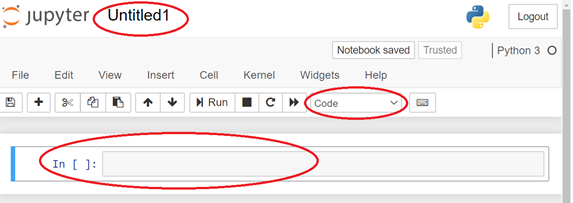 jupyter Untitled1 Logout
Notebook saved Trusted Python 3
File Edit View Insert Cell Kernel Widgets Help
Run Code
In [ ]: